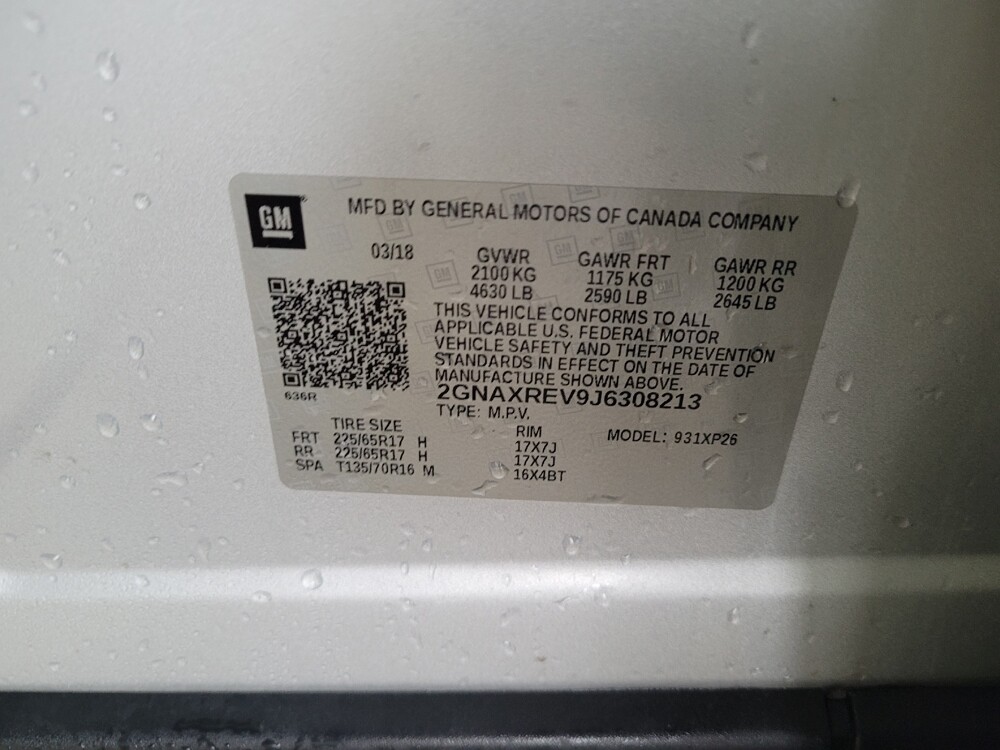 GM
MFD BY GENERAL MOTORS OF CANADA COMPANY
03/18 GVWR GAWR FRT GAWR RR
2100 KG 1175 KG 1200 KG
4630 LB 2590 LB 2645 LB
THIS VEHICLE CONFORMS TO ALL
APPLICABLE U.S. FEDERAL MOTOR
VEHICLE SAFETY AND THEFT PREVENTION
STANDARDS IN EFFECT ON THE DATE OF
MANUFACTURE SHOWN ABOVE.
2GNAXREV9J6308213
636R
TYPE: M.P.V.
TIRE SIZE RIM MODEL: 931XP26
FRT 225/65R17 H 17X7J
RR 225/65R17 H 17X7J
SPA T135/70R16 M 16X4BT